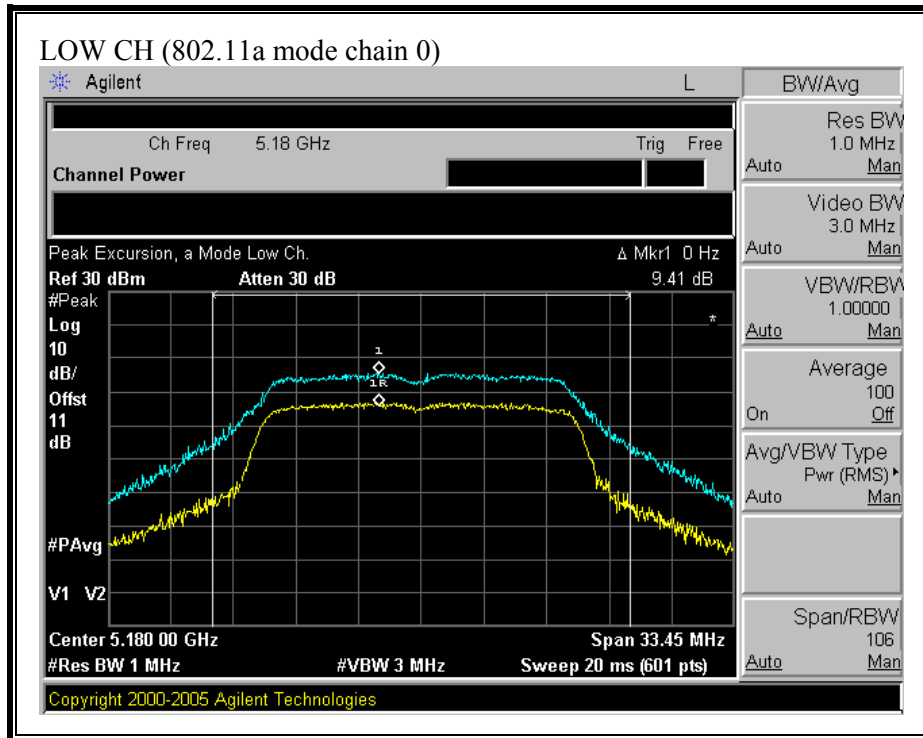 LOW CH (802.11a mode chain 0)
Agilent L BW/Avg
Ch Freq 5.18 GHz Trig Free
Channel Power
Peak Excursion, a Mode Low Ch. Δ Mkr1 0 Hz
Ref 30 dBm Atten 30 dB 9.41 dB
#Peak
Log
10
dB/
Offst
11
dB
1
1R
*
#PAvg
V1 V2
Center 5.180 00 GHz Span 33.45 MHz
#Res BW 1 MHz #VBW 3 MHz Sweep 20 ms (601 pts)
Copyright 2000-2005 Agilent Technologies
Res BW
1.0 MHz
Auto Man
Video BW
3.0 MHz
Auto Man
VBW/RBW
1.00000
Auto Man
Average
100
On Off
Avg/VBW Type
Pwr (RMS)
Auto Man
Span/RBW
106
Auto Man